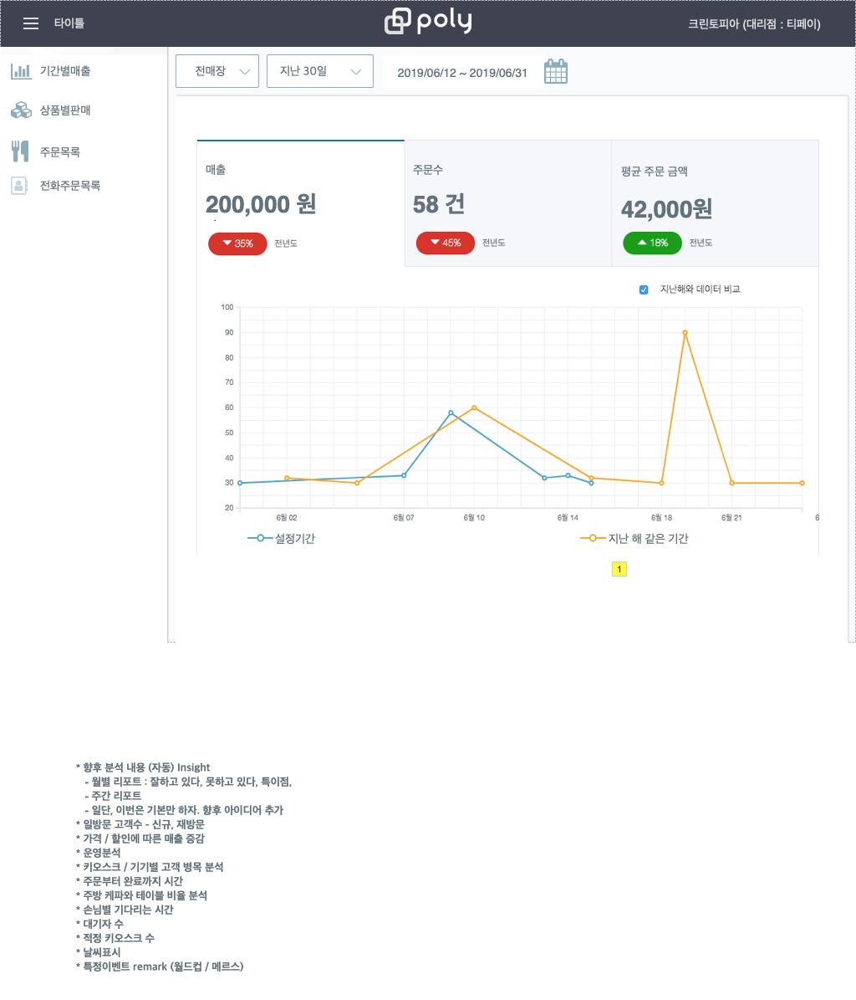 타이틀
poly
크린토피아 (대리점 : 티페이)
기간별매출
상품별판매
주문목록
전화주문목록
전매장
지난 30일
2019/06/12 ~ 2019/06/31
매출
200,000 원
35%
전년도
주문수
58 건
45%
전년도
평균 주문 금액
42,000원
18%
전년도
지난해와 데이터 비교
100
90
80
70
60
50
40
30
20
6월 02
6월 07
6월 10
6월 14
6월 18
6월 21
6
설정기간
지난 해 같은 기간
1
* 향후 분석 내용 (자동) Insight
- 월별 리포트 : 잘하고 있다, 못하고 있다, 특이점,
- 주간 리포트
- 일단, 이번은 기본만 하자. 향후 아이디어 추가
* 일방문 고객수 - 신규, 재방문
* 가격 / 할인에 따른 매출 증감
* 운영분석
* 키오스크 / 기기별 고객 병목 분석
* 주문부터 완료까지 시간
* 주방 케파와 테이블 비율 분석
* 손님별 기다리는 시간
* 대기자 수
* 적정 키오스크 수
* 날씨표시
* 특정이벤트 remark (월드컵 / 메르스)